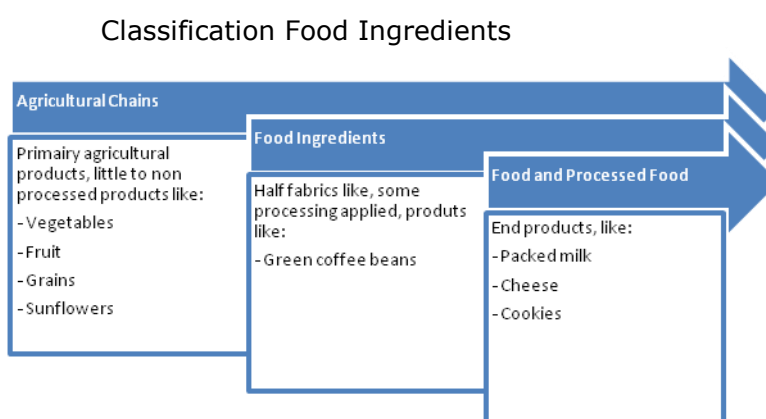 Classification Food Ingredients
Agricultural Chains
Primairy agricultural
products, little to non
processed products like:
-Vegetables
-Fruit
-Grains
-Sunflowers
Food Ingredients
Half fabrics like, some
processing applied, produts
like:
-Green coffee beans
Food and Processed Food
End products, like:
-Packed milk
-Cheese
-Cookies